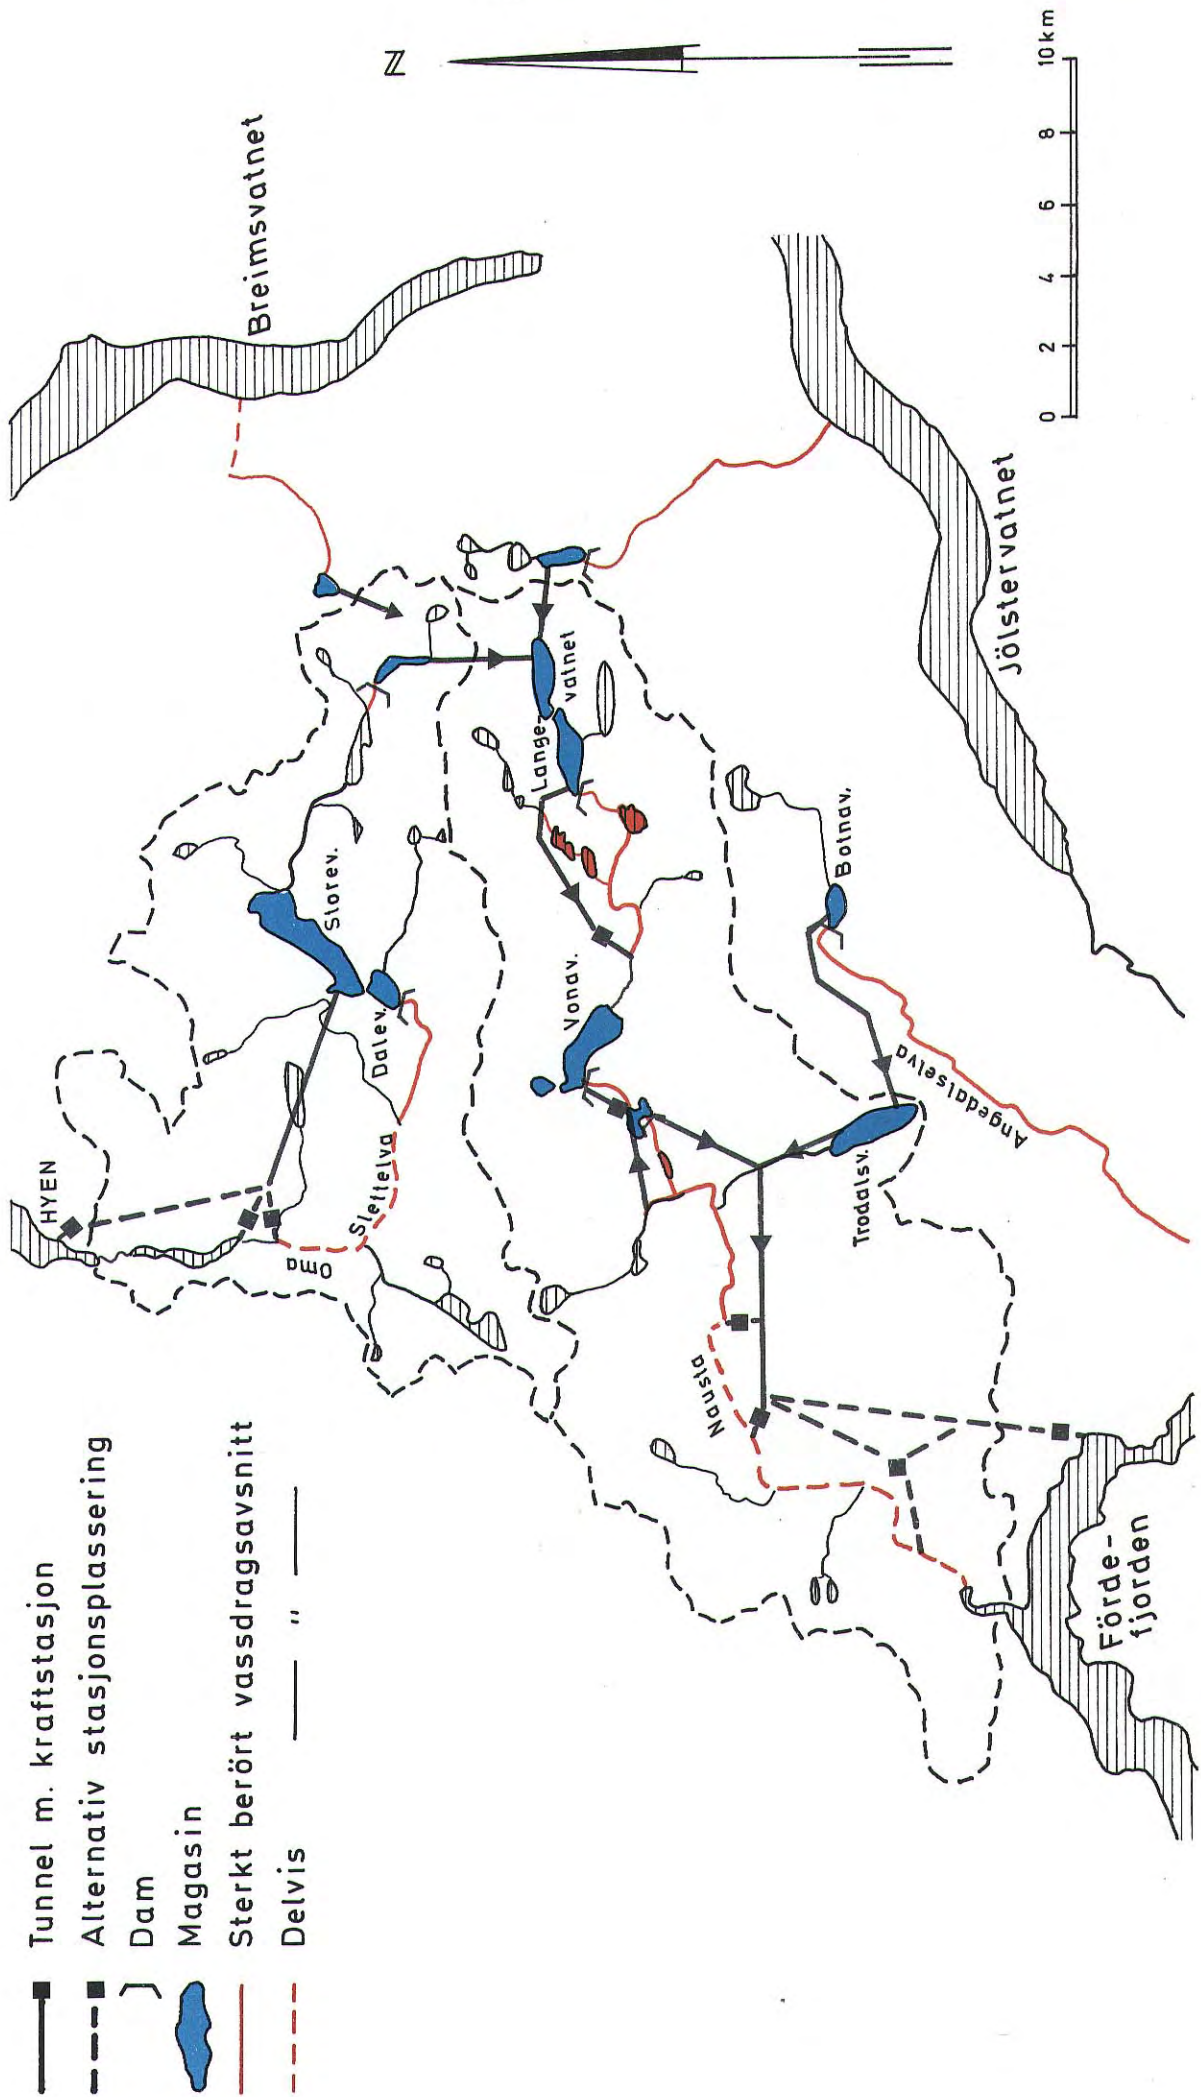 Tunnel m. kraftstasjon
Alternativ stasjonsplassering
Dam
Magasin
Sterkt berört vassdragsavsnitt
Delvis — " —
HYEN
Breimsvatnet
N
Storev.
Dalev.
Slettelva
Oma
Lange-
vatnet
Vonav.
Botnav.
Nausta
Trodalsv.
Angedalselva
Jölstervatnet
Förde-
fjorden
0 2 4 6 8 10 km